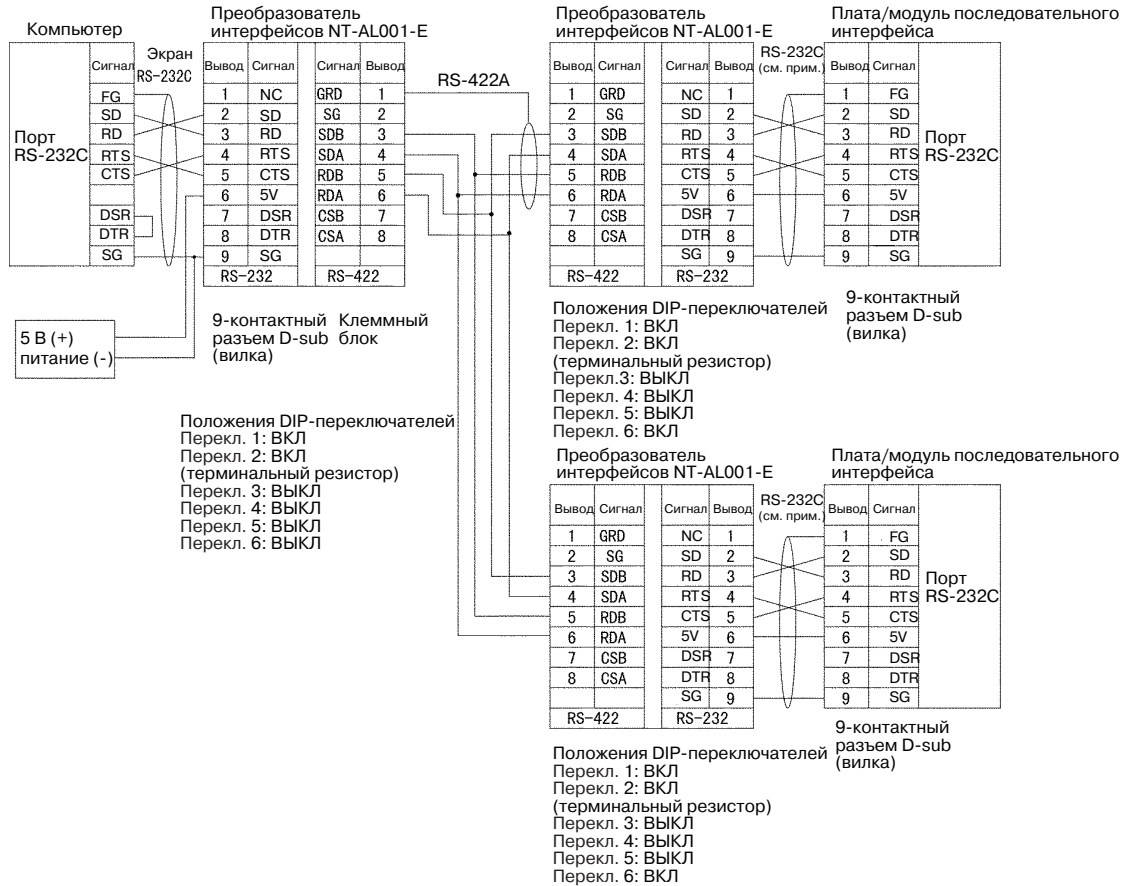 Компьютер
Преобразователь
интерфейсов NT-AL001-E
Преобразователь
интерфейсов NT-AL001-E
Плата/модуль последовательного
интерфейса
Порт
RS-232C
Сигнал
FG
SD
RD
RTS
CTS
DSR
DTR
SG
Экран
RS-232C
Вывод Сигнал
1 NC
2 SD
3 RD
4 RTS
5 CTS
6 5V
7 DSR
8 DTR
9 SG
RS-232
Сигнал Вывод
GRD 1
SG 2
SDB 3
SDA 4
RDB 5
RDA 6
CSB 7
CSA 8
RS-422
RS-422A
Вывод Сигнал
1 GRD
2 SG
3 SDB
4 SDA
5 RDB
6 RDA
7 CSB
8 CSA
RS-422
Сигнал Вывод
NC 1
SD 2
RD 3
RTS 4
CTS 5
5V 6
DSR 7
DTR 8
SG 9
RS-232
RS-232C
(см. прим.)
Вывод Сигнал
1 FG
2 SD
3 RD
4 RTS
5 CTS
6 5V
7 DSR
8 DTR
9 SG
Порт
RS-232C
5 В (+)
питание (-)
9-контактный
разъем D-sub
(вилка)
Клеммный
блок
Положения DIP-переключателей
Перекл. 1: ВКЛ
Перекл. 2: ВКЛ
(терминальный резистор)
Перекл.3: ВЫКЛ
Перекл. 4: ВЫКЛ
Перекл. 5: ВЫКЛ
Перекл. 6: ВКЛ
9-контактный
разъем D-sub
(вилка)
Положения DIP-переключателей
Перекл. 1: ВКЛ
Перекл. 2: ВКЛ
(терминальный резистор)
Перекл. 3: ВЫКЛ
Перекл. 4: ВЫКЛ
Перекл. 5: ВЫКЛ
Перекл. 6: ВЫКЛ
Преобразователь
интерфейсов NT-AL001-E
Плата/модуль последовательного
интерфейса
Вывод Сигнал
1 GRD
2 SG
3 SDB
4 SDA
5 RDB
6 RDA
7 CSB
8 CSA
RS-422
Сигнал Вывод
NC 1
SD 2
RD 3
RTS 4
CTS 5
5V 6
DSR 7
DTR 8
SG 9
RS-232
RS-232C
(см. прим.)
Вывод Сигнал
1 FG
2 SD
3 RD
4 RTS
5 CTS
6 5V
7 DSR
8 DTR
9 SG
Порт
RS-232C
9-контактный
разъем D-sub
(вилка)
Положения DIP-переключателей
Перекл. 1: ВКЛ
Перекл. 2: ВКЛ
(терминальный резистор)
Перекл. 3: ВЫКЛ
Перекл. 4: ВЫКЛ
Перекл. 5: ВЫКЛ
Перекл. 6: ВКЛ